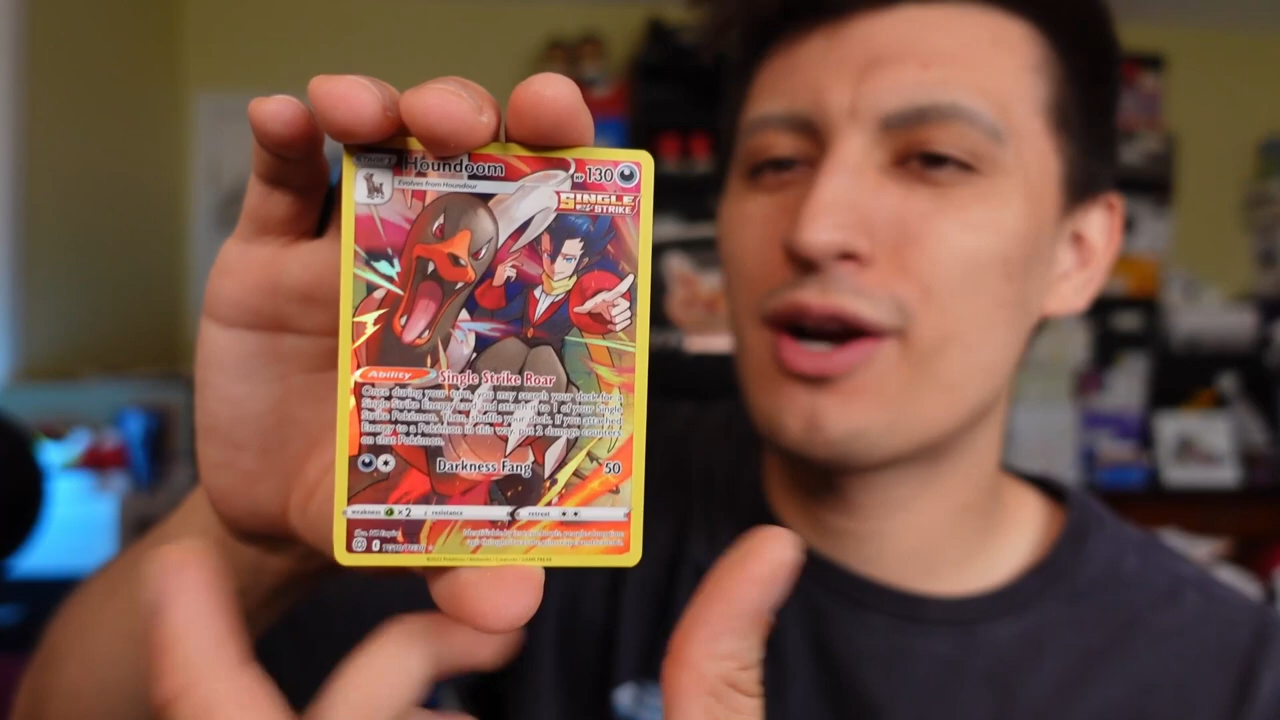 Houndoom
HP 130
Evolves from Houndour
SINGLE
STRIKE
Ability Single Strike Roar
Once during your turn, you may search your deck for a
Single Strike Energy card and attach it to 1 of your Single
Strike Pokémon. Then, shuffle your deck. If you attached
Energy to a Pokémon in this way, put 2 damage counters
on that Pokémon.
Darkness Fang 50
weakness ×2 resistance retreat